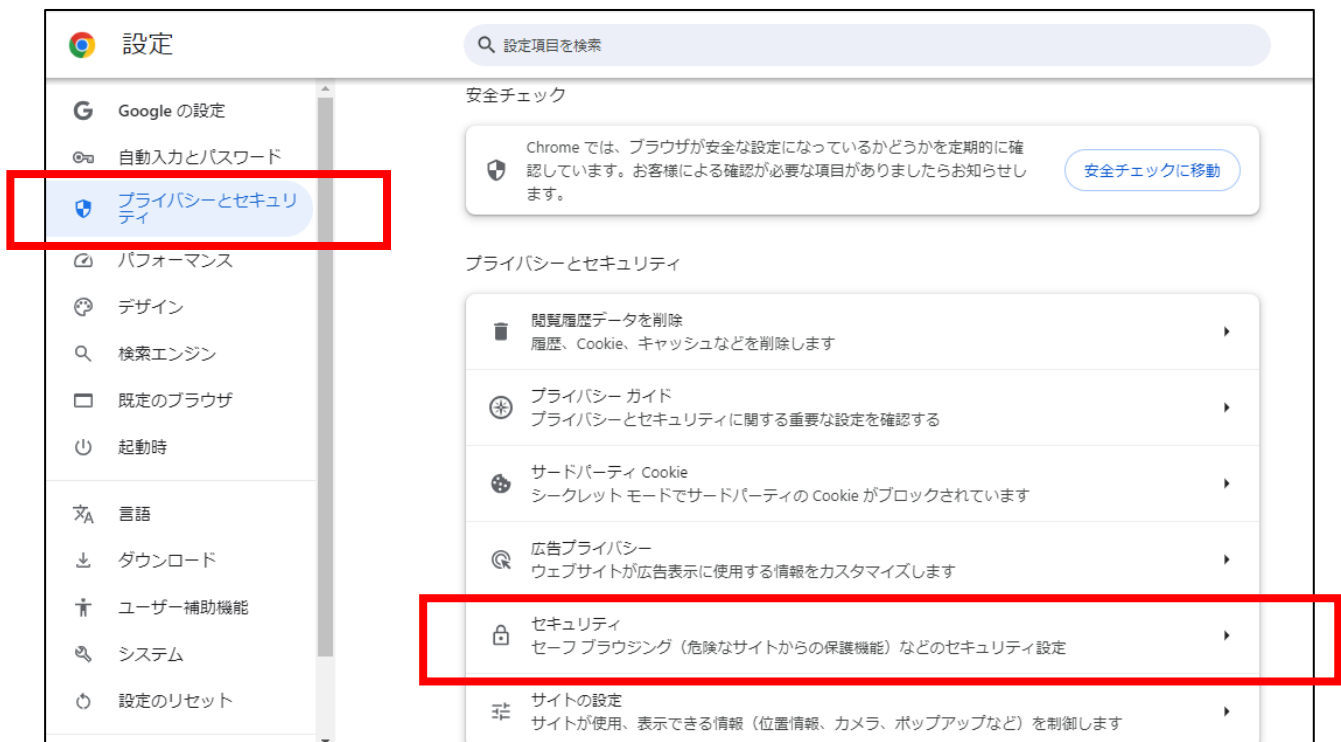 設定
設定項目を検索
Google の設定
自動入力とパスワード
プライバシーとセキュリ
ティ
パフォーマンス
デザイン
検索エンジン
既定のブラウザ
起動時
言語
ダウンロード
ユーザー補助機能
システム
設定のリセット
安全チェック
Chrome では、ブラウザが安全な設定になっているかどうかを定期的に確
認しています。お客様による確認が必要な項目がありましたらお知らせし
ます。
安全チェックに移動
プライバシーとセキュリティ
閲覧履歴データを削除
履歴、Cookie、キャッシュなどを削除します
プライバシー ガイド
プライバシーとセキュリティに関する重要な設定を確認する
サードパーティ Cookie
シークレット モードでサードパーティの Cookie がブロックされています
広告プライバシー
ウェブサイトが広告表示に使用する情報をカスタマイズします
セキュリティ
セーフ ブラウジング（危険なサイトからの保護機能）などのセキュリティ設定
サイトの設定
サイトが使用、表示できる情報（位置情報、カメラ、ポップアップなど）を制御します